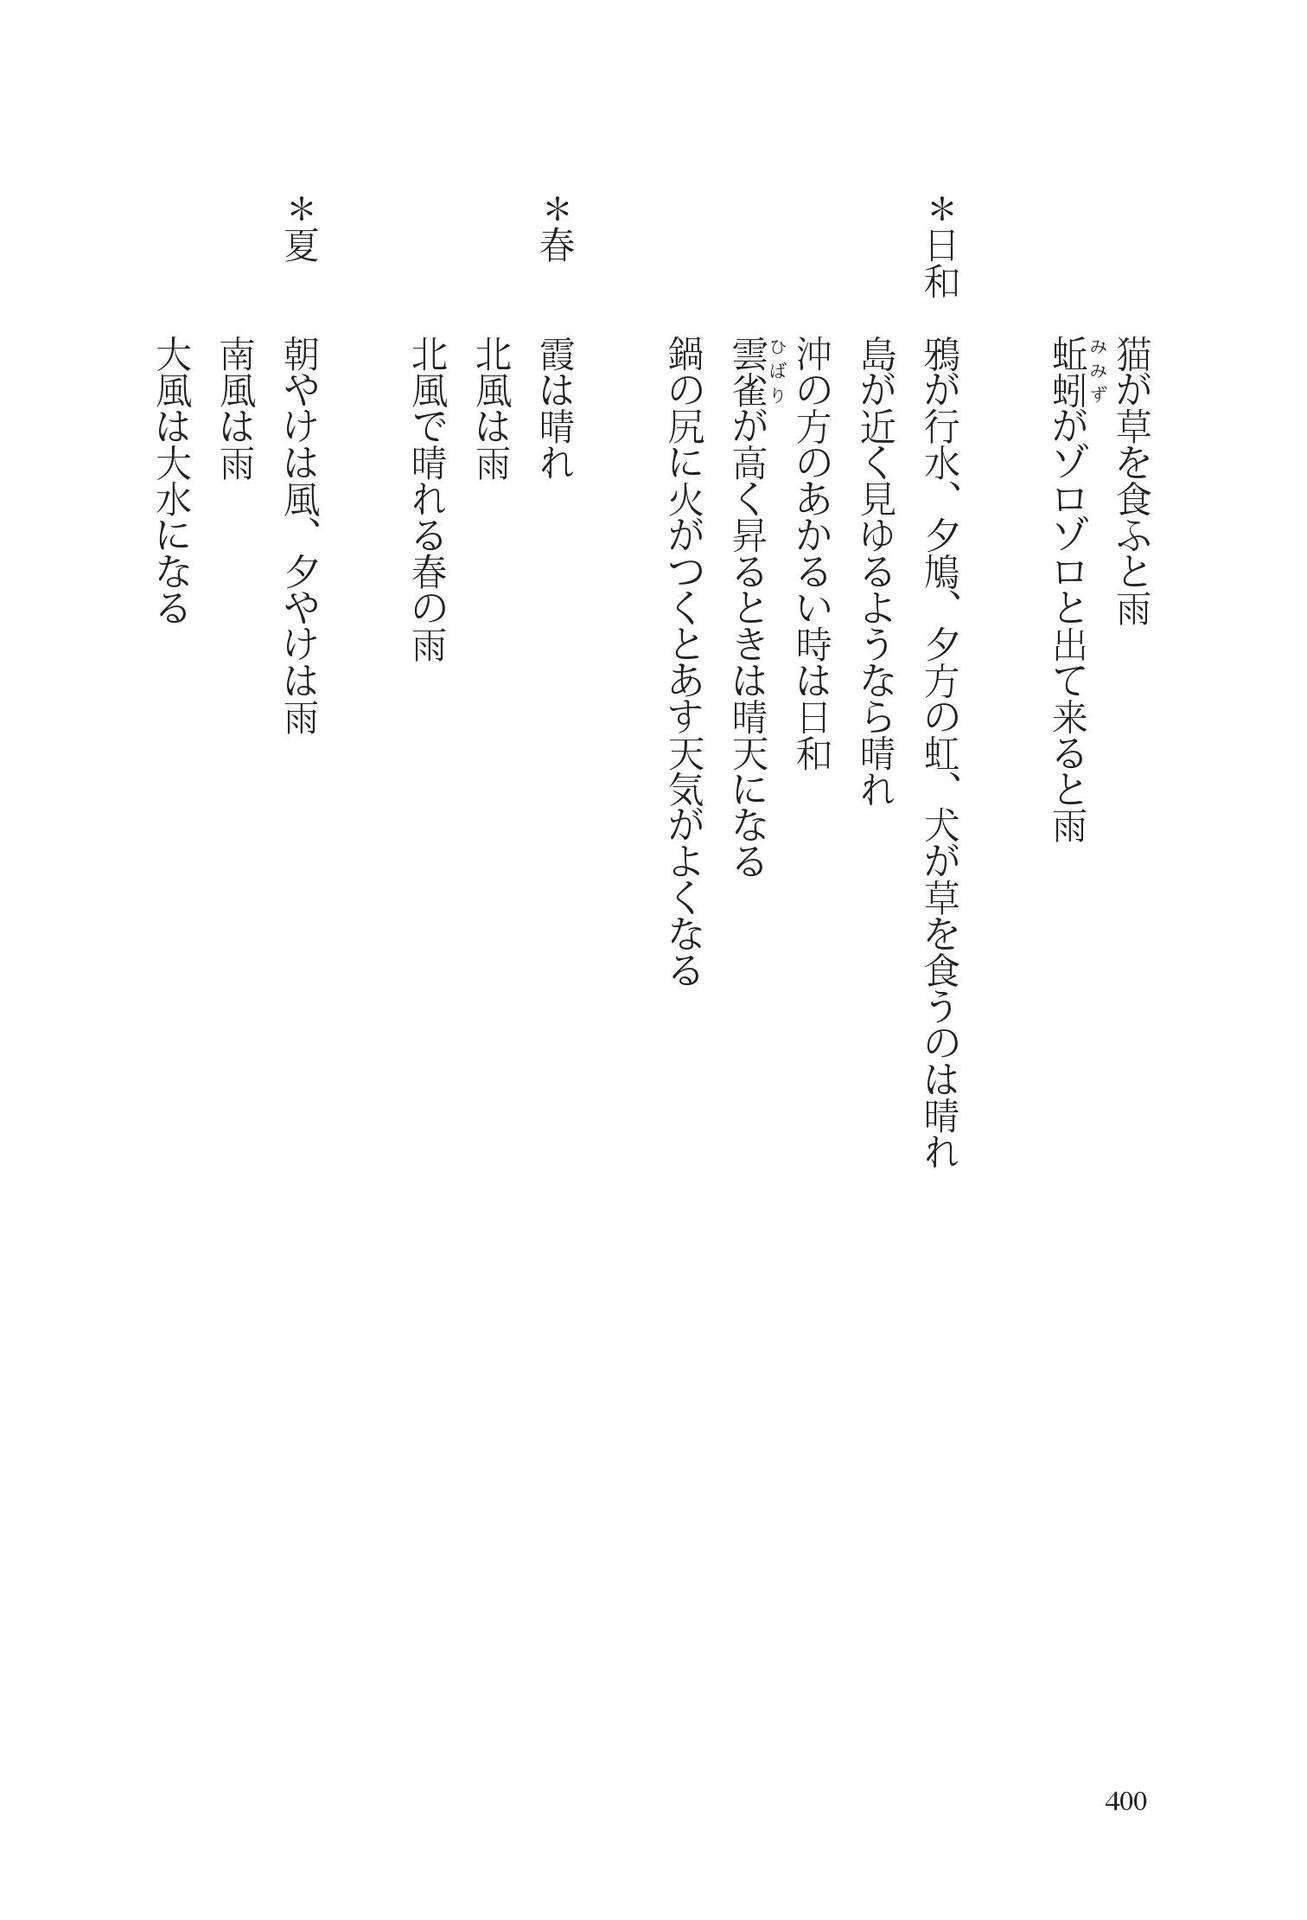 猫が草を食ふと雨
蚯蚓がゾロゾロと出て来ると雨
みみず
＊日和　鴉が行水、夕鳩、夕方の虹、犬が草を食うのは晴れ
島が近く見ゆるようなら晴れ
沖の方のあかるい時は日和
雲雀が高く昇るときは晴天になる
ひばり
鍋の尻に火がつくとあす天気がよくなる
＊春　霞は晴れ
北風は雨
北風で晴れる春の雨
＊夏　朝やけは風、夕やけは雨
南風は雨
大風は大水になる
400